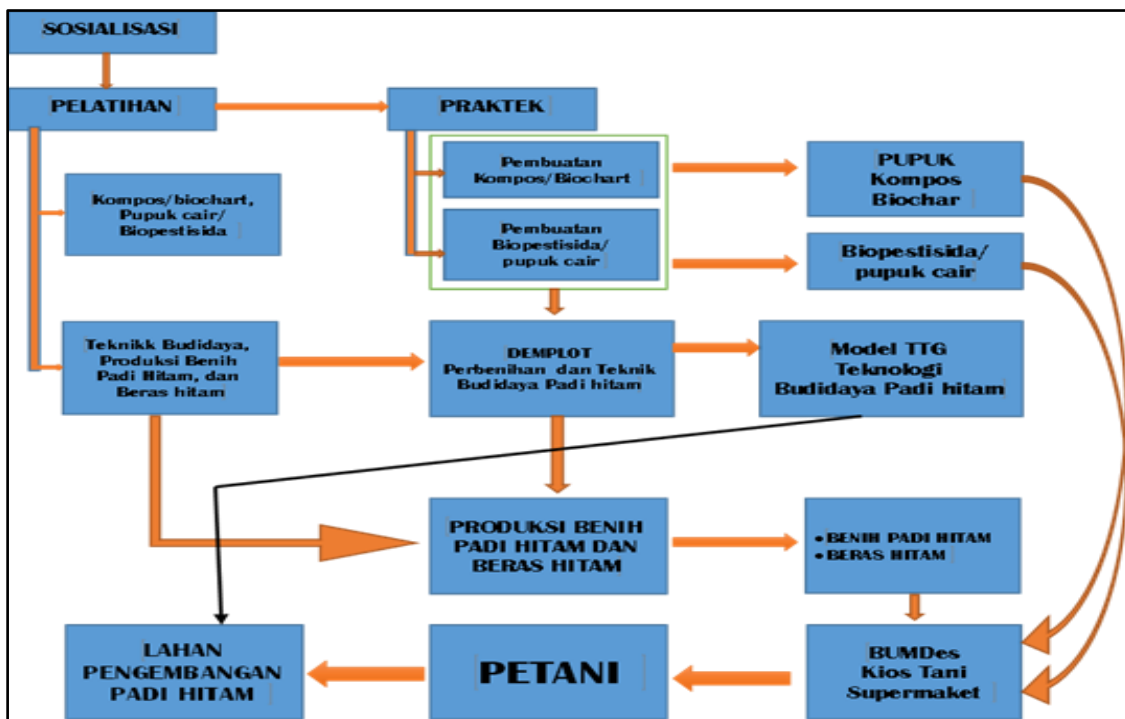 SOSIALISASI
PELATIHAN
PRAKTEK
Pembuatan
Kompos/Biochart
PUPUK
Kompos
Biochar
Kompos/biochart,
Pupuk cair/
Biopestisida
Pembuatan
Biopestisida/
pupuk cair
Biopestisida/
pupuk cair
Teknikk Budidaya,
Produksi Benih
Padi Hitam, dan
Beras hitam
DEMPLOT
Perbenihan dan Teknik
Budidaya Padi hitam
Model TTG
Teknologi
Budidaya Padi hitam
PRODUKSI BENIH
PADI HITAM DAN
BERAS HITAM
•BENIH PADI HITAM
•BERAS HITAM
LAHAN
PENGEMBANGAN
PADI HITAM
PETANI
BUMDes
Kios Tani
Supermaket